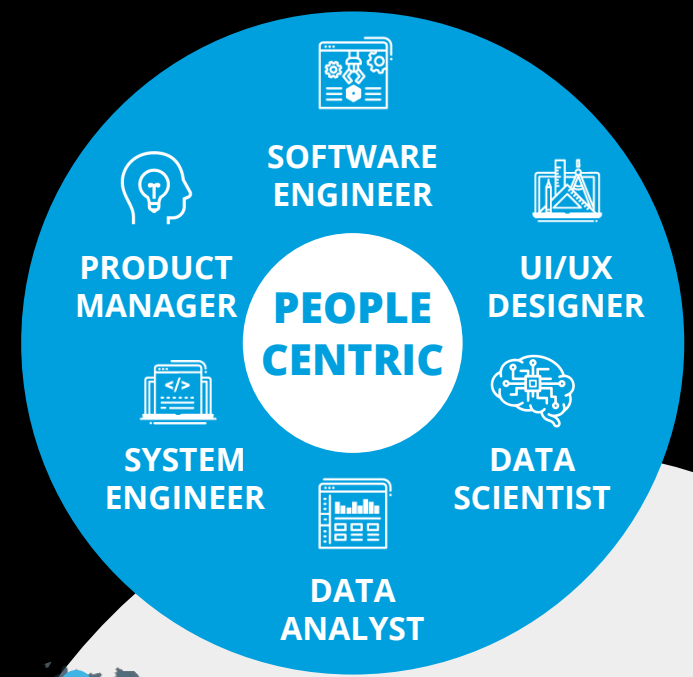 SOFTWARE
ENGINEER
PRODUCT
MANAGER
UI/UX
DESIGNER
PEOPLE
CENTRIC
</>
SYSTEM
ENGINEER
DATA
SCIENTIST
DATA
ANALYST